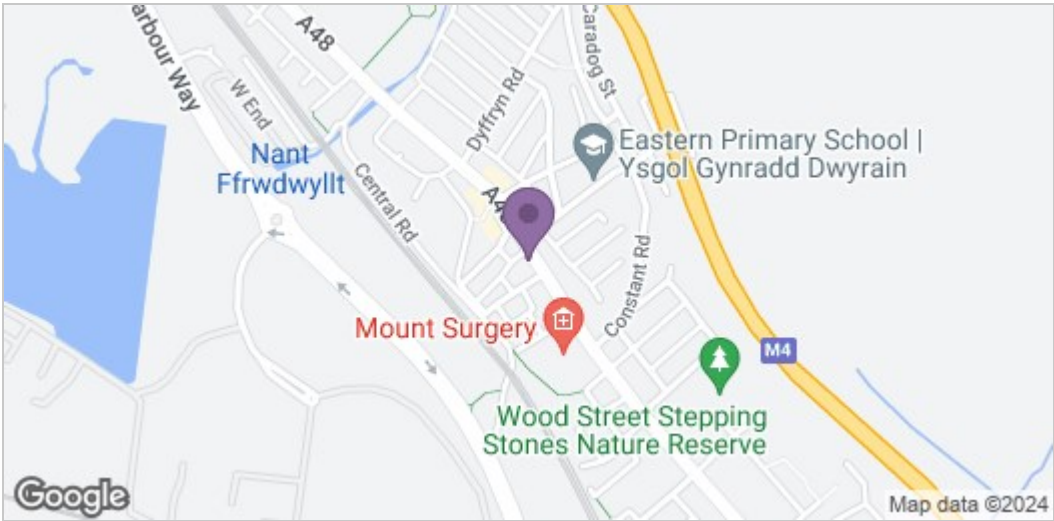 A48
arbour Way
W End
Nant
Ffrwdwyllt
Central Rd
Dyffryn Rd
Caradog St
Eastern Primary School |
Ysgol Gynradd Dwyrain
Constant Rd
Mount Surgery
M4
Wood Street Stepping
Stones Nature Reserve
Google
Map data ©2024